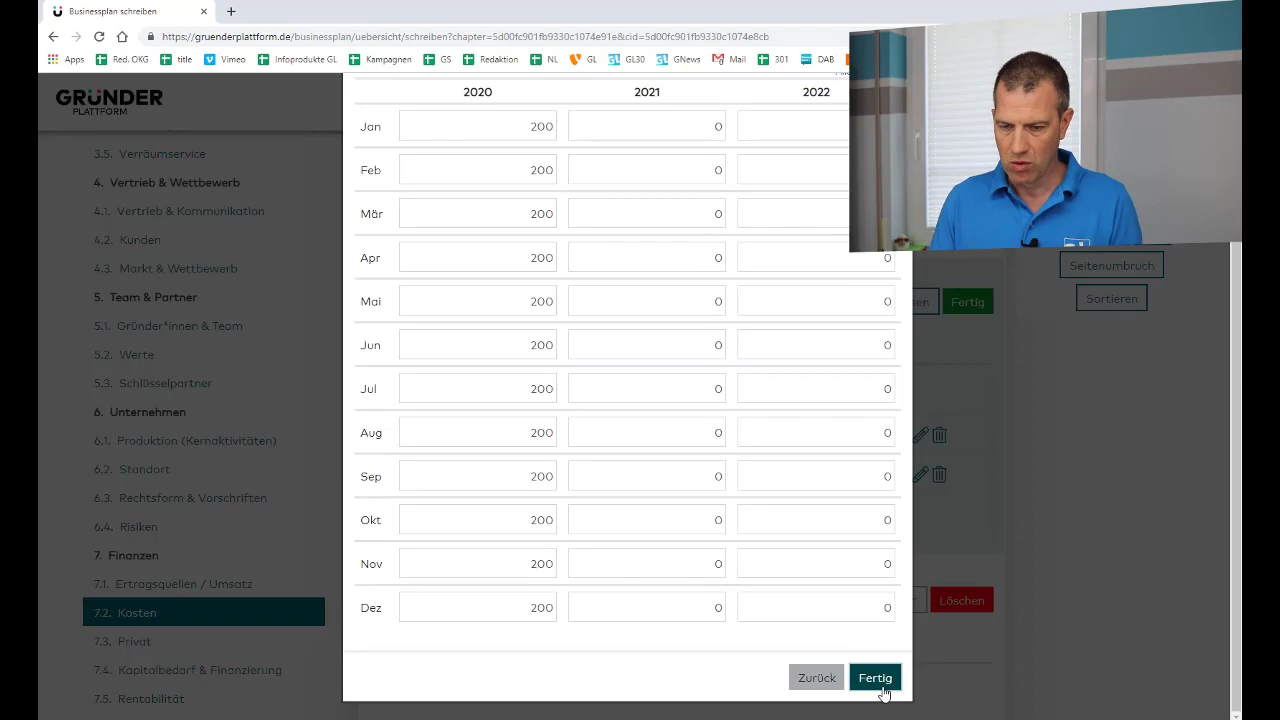 Businessplan schreiben
https://gruenderplattform.de/businessplan/uebersicht/schreiben?chapter=5d00fc901fb9330c1074e91e&cid=5d00fc901fb9330c1074e8cb
Apps Red. OKG title Vimeo Infoprodukte GL Kampagnen GS Redaktion NL GL GL30 GNews Mail 301 DAB
GRÜNDER
PLATTFORM
3.5. Verräumservice
4. Vertrieb & Wettbewerb
4.1. Vertrieb & Kommunikation
4.2. Kunden
4.3. Markt & Wettbewerb
5. Team & Partner
5.1. Gründer*innen & Team
5.2. Werte
5.3. Schlüsselpartner
6. Unternehmen
6.1. Produktion (Kernaktivitäten)
6.2. Standort
6.3. Rechtsform & Vorschriften
6.4. Risiken
7. Finanzen
7.1. Ertragsquellen / Umsatz
7.2. Kosten
7.3. Privat
7.4. Kapitalbedarf & Finanzierung
7.5. Rentabilität
2020 2021 2022
Jan 200 0
Feb 200 0
Mär 200 0
Apr 200 0 0
Mai 200 0 0
Jun 200 0 0
Jul 200 0 0
Aug 200 0 0
Sep 200 0 0
Okt 200 0 0
Nov 200 0 0
Dez 200 0 0
Zurück Fertig
Seitenumbruch
Sortieren
Fertig
Löschen